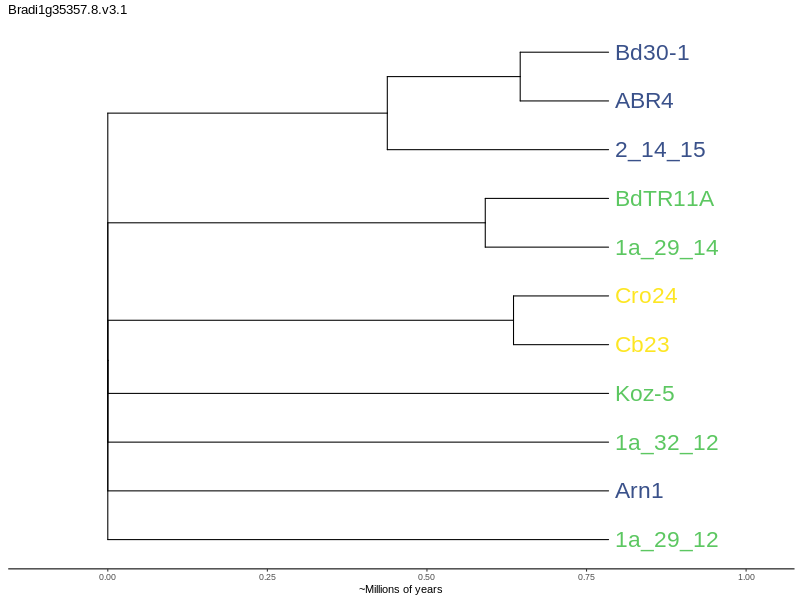 Bradi1g35357.8.v3.1
Bd30-1
ABR4
2_14_15
BdTR11A
1a_29_14
Cro24
Cb23
Koz-5
1a_32_12
Arn1
1a_29_12
0.00 0.25 0.50 0.75 1.00
~Millions of years